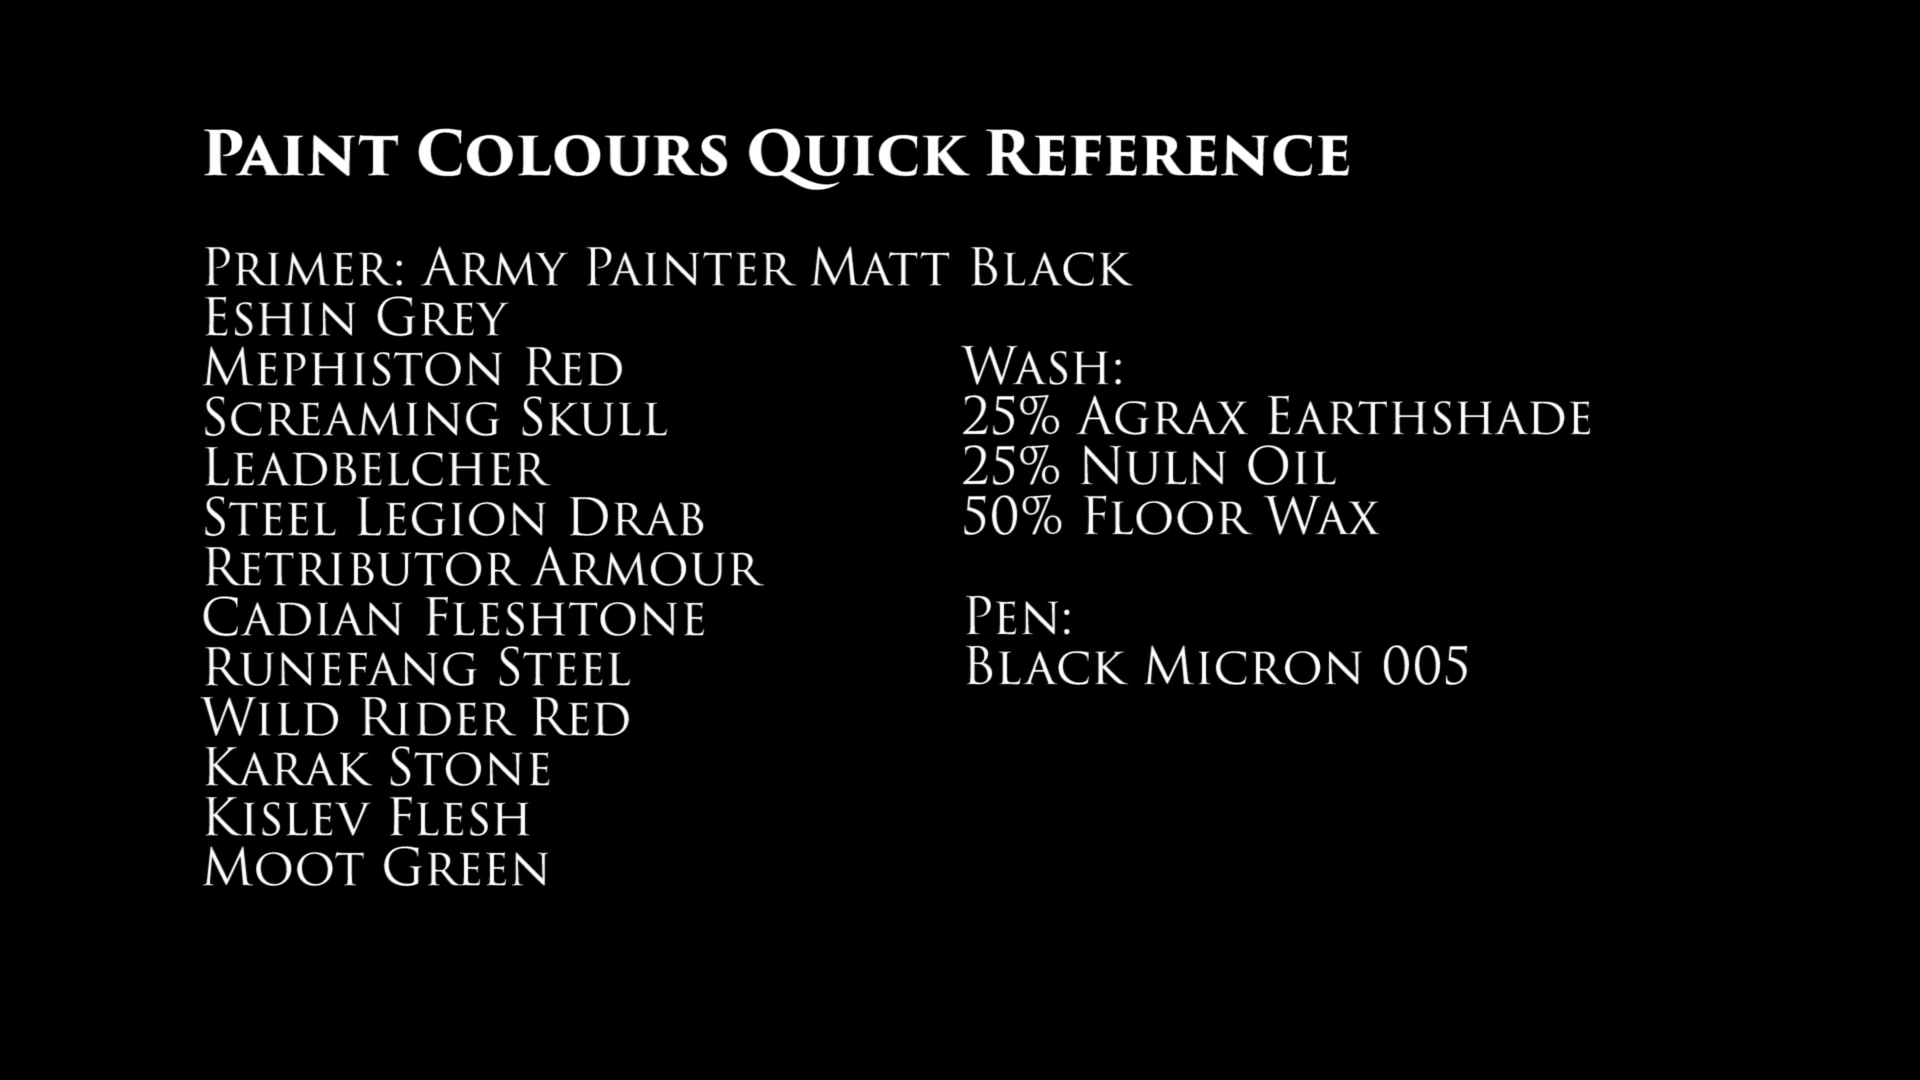 Paint Colours Quick Reference
Primer: Army Painter Matt Black
Eshin Grey
Mephiston Red
Screaming Skull
Leadbelcher
Steel Legion Drab
Retributor Armour
Cadian Fleshtone
Runefang Steel
Wild Rider Red
Karak Stone
Kislev Flesh
Moot Green
Wash:
25% Agrax Earthshade
25% Nuln Oil
50% Floor Wax
Pen:
Black Micron 005